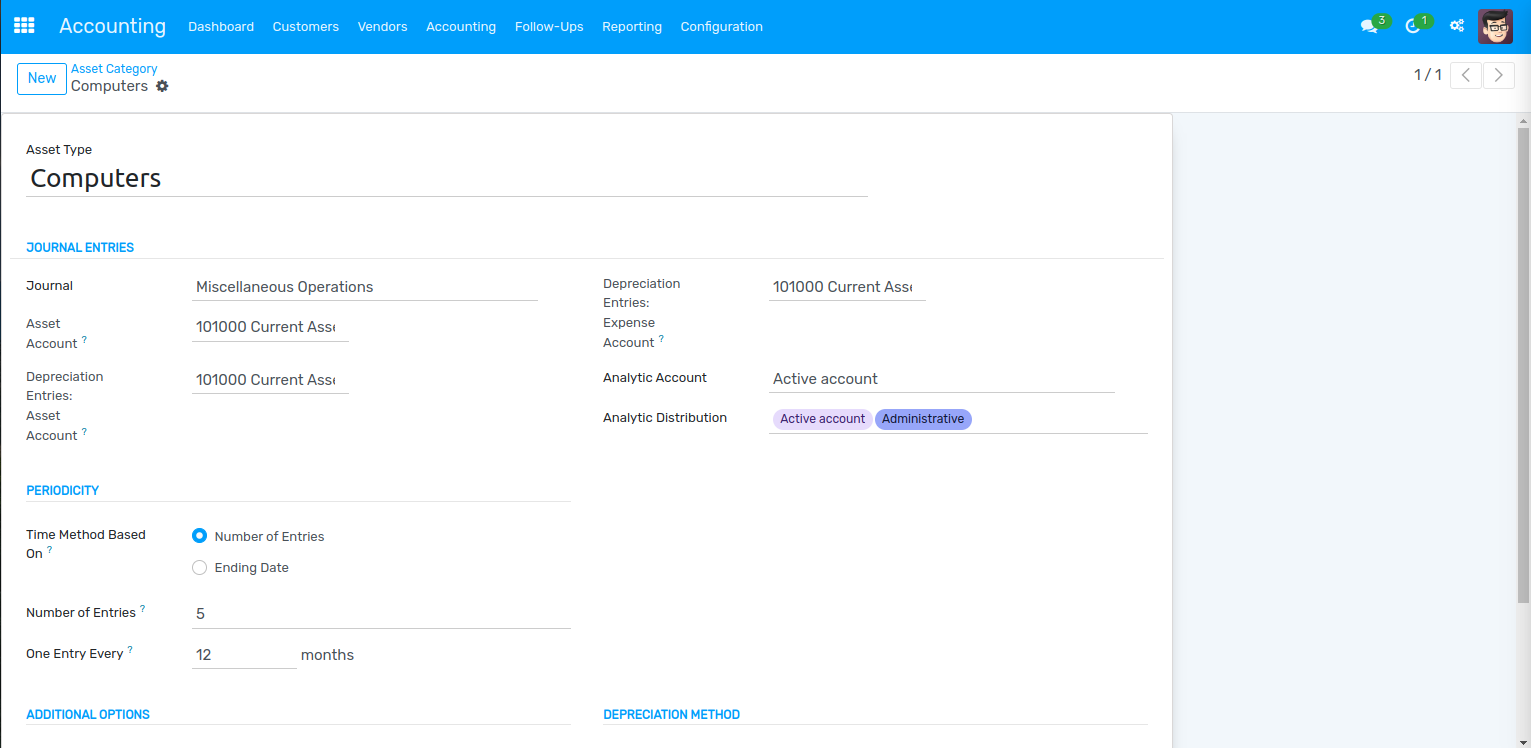 Accounting Dashboard Customers Vendors Accounting Follow-Ups Reporting Configuration 3 1
New Asset Category
Computers
1 / 1
Asset Type
Computers
JOURNAL ENTRIES
Journal Miscellaneous Operations
Asset Account ? 101000 Current Asse
Depreciation Entries: Asset Account ? 101000 Current Asse
Depreciation Entries: Expense Account ? 101000 Current Asse
Analytic Account Active account
Analytic Distribution Active account Administrative
PERIODICITY
Time Method Based On ? Number of Entries
Ending Date
Number of Entries ? 5
One Entry Every ? 12 months
ADDITIONAL OPTIONS
DEPRECIATION METHOD